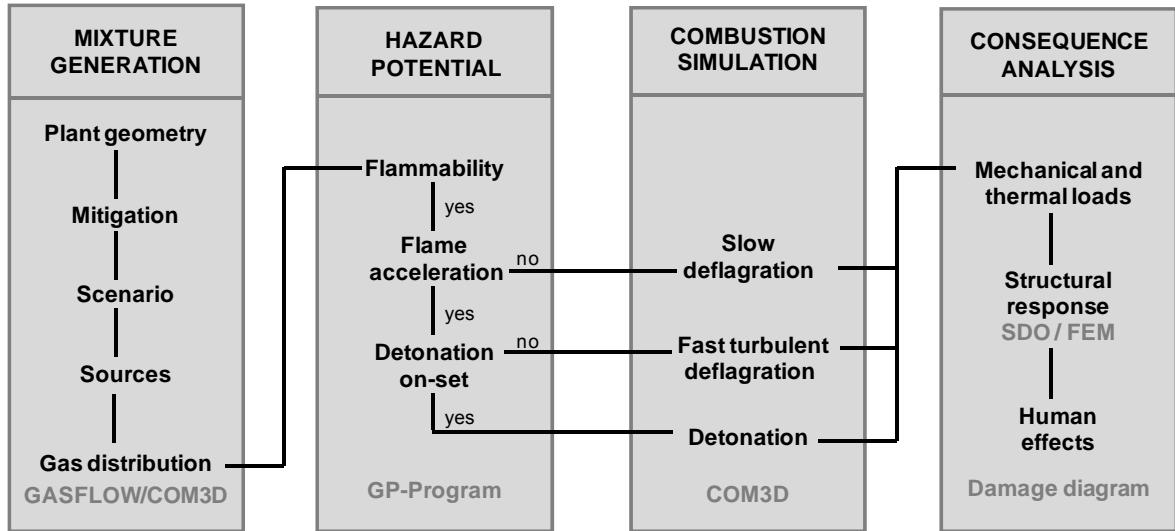 MIXTURE
GENERATION
Plant geometry
Mitigation
Scenario
Sources
Gas distribution
GASFLOW/COM3D
HAZARD
POTENTIAL
Flammability
yes
Flame
acceleration
no
yes
Detonation
on-set
no
yes
GP-Program
COMBUSTION
SIMULATION
Slow
deflagration
Fast turbulent
deflagration
Detonation
COM3D
CONSEQUENCE
ANALYSIS
Mechanical and
thermal loads
Structural
response
SDO / FEM
Human
effects
Damage diagram